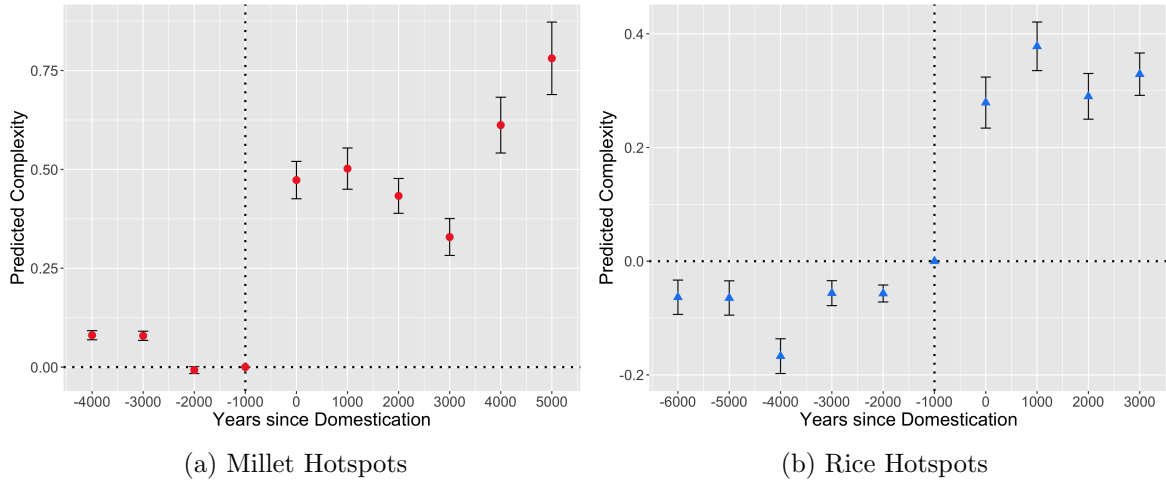 Predicted Complexity
0.75
0.50
0.25
0.00
-4000 -3000 -2000 -1000 0 1000 2000 3000 4000 5000
Years since Domestication
(a) Millet Hotspots
Predicted Complexity
0.4
0.2
0.0
-0.2
-6000 -5000 -4000 -3000 -2000 -1000 0 1000 2000 3000
Years since Domestication
(b) Rice Hotspots